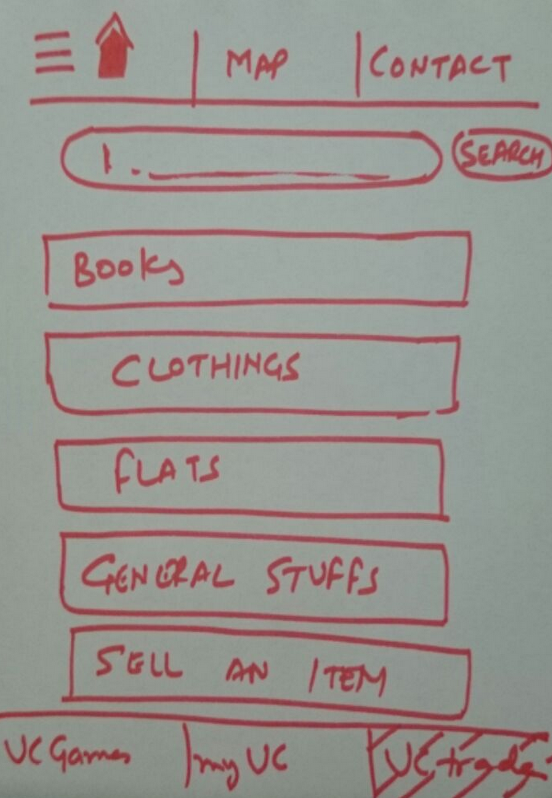 MAP CONTACT
SEARCH
Books
CLOTHINGS
FLATS
GENERAL STUFFS
SELL AN ITEM
UC Games my UC UC trade